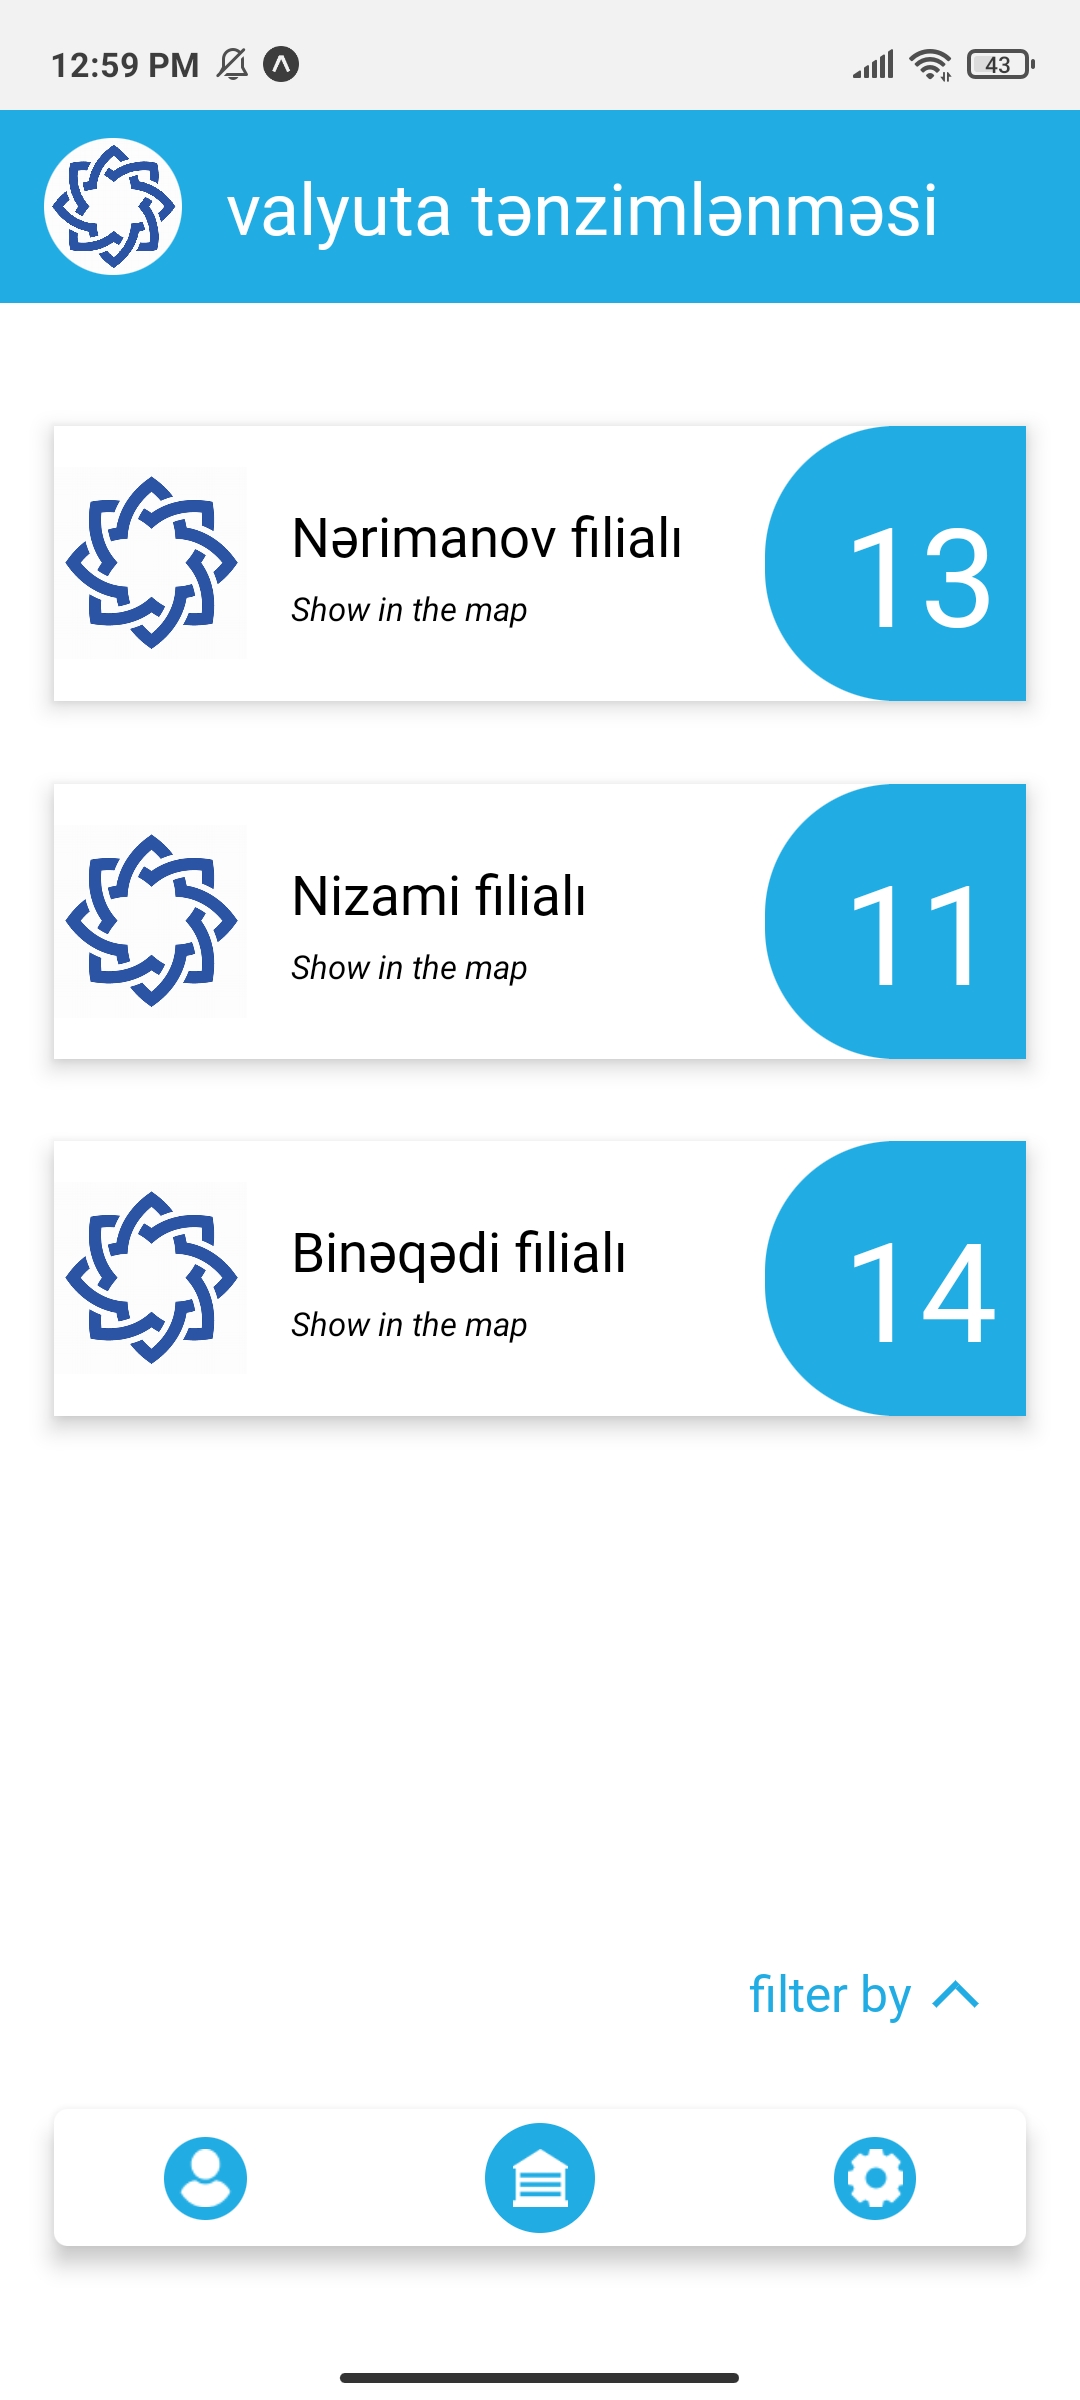 12:59 PM
43
valyuta tənzimlənməsi
Nərimanov filialı
Show in the map
13
Nizami filialı
Show in the map
11
Binəqədi filialı
Show in the map
14
filter by